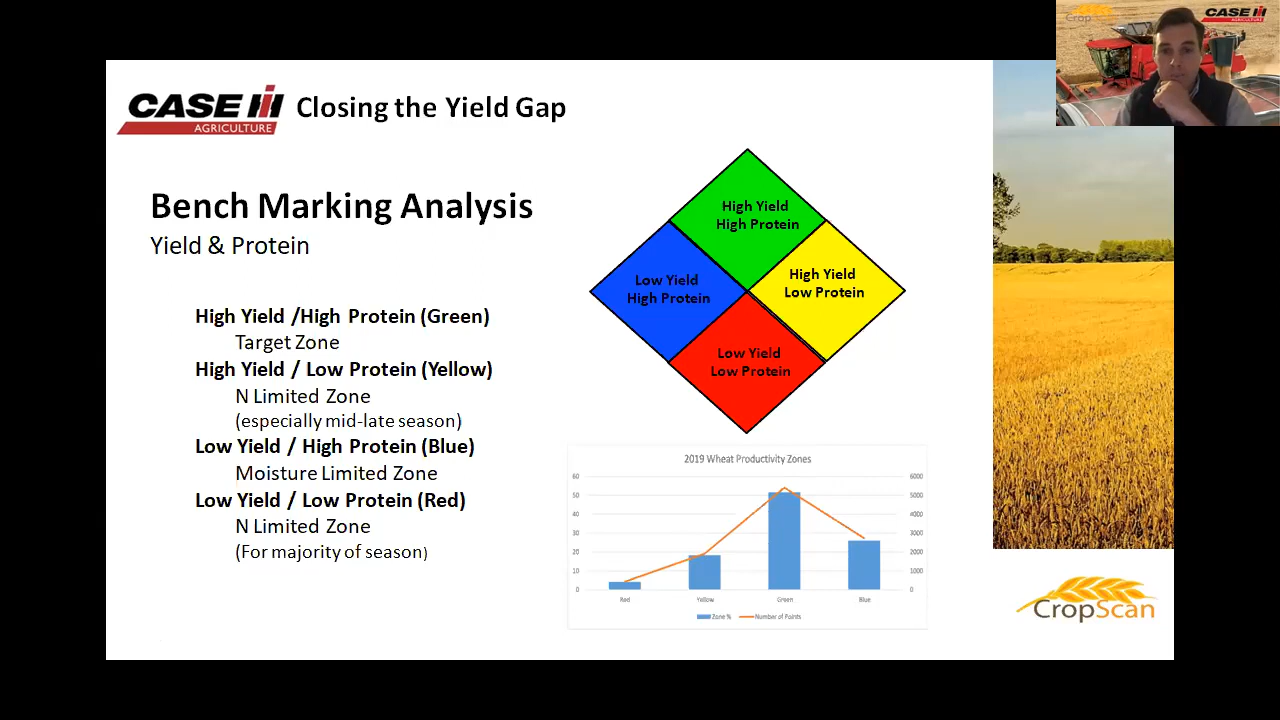 CropScan
CASE IH
AGRICULTURE
CASE IH
AGRICULTURE
Closing the Yield Gap
Bench Marking Analysis
Yield & Protein
High Yield /High Protein (Green)
Target Zone
High Yield / Low Protein (Yellow)
N Limited Zone
(especially mid-late season)
Low Yield / High Protein (Blue)
Moisture Limited Zone
Low Yield / Low Protein (Red)
N Limited Zone
(For majority of season)
High Yield
High Protein
Low Yield
High Protein
High Yield
Low Protein
Low Yield
Low Protein
2019 Wheat Productivity Zones
60
50
40
30
20
10
0
6000
5000
4000
3000
2000
1000
0
Red Yellow Green Blue
Zone % Number of Points
CropScan